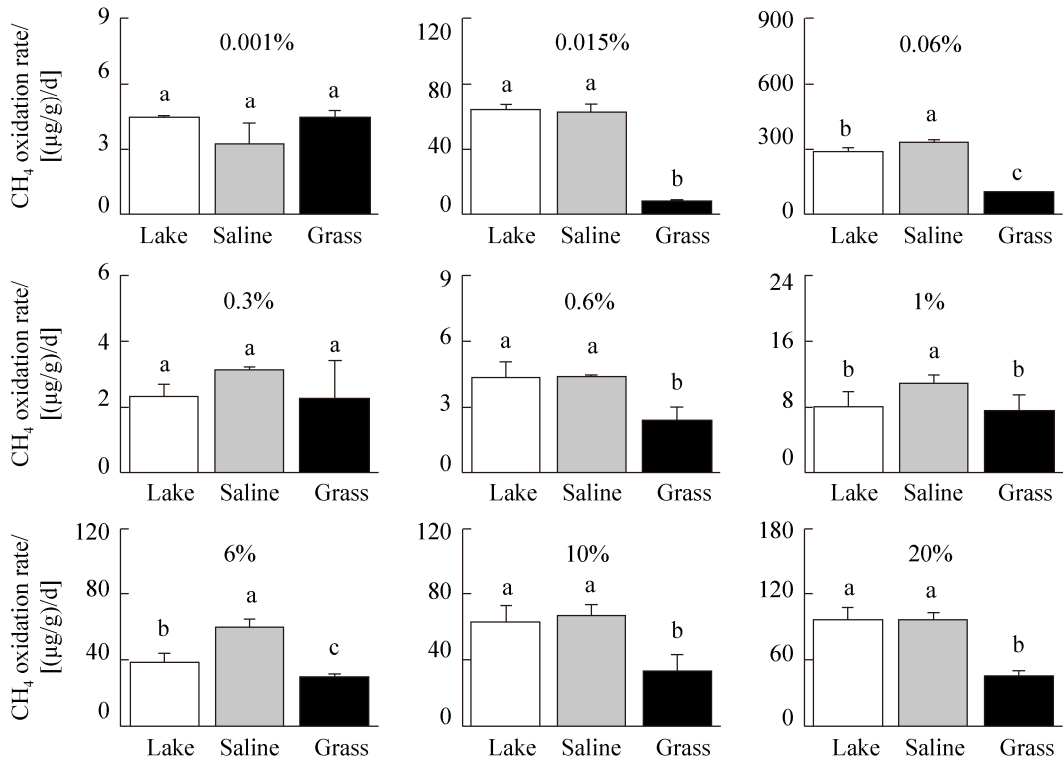 CH₄ oxidation rate/
[(μg/g)/d]
9
6
3
0
0.001%
a
a
a
Lake Saline Grass
120
80
40
0
0.015%
a
a
b
Lake Saline Grass
900
600
300
0
0.06%
b
a
c
Lake Saline Grass
CH₄ oxidation rate/
[(μg/g)/d]
6
4
2
0
0.3%
a
a
a
Lake Saline Grass
9
6
3
0
0.6%
a
a
b
Lake Saline Grass
24
16
8
0
1%
b
a
b
Lake Saline Grass
CH₄ oxidation rate/
[(μg/g)/d]
120
80
40
0
6%
b
a
c
Lake Saline Grass
120
80
40
0
10%
a
a
b
Lake Saline Grass
180
120
60
0
20%
a
a
b
Lake Saline Grass